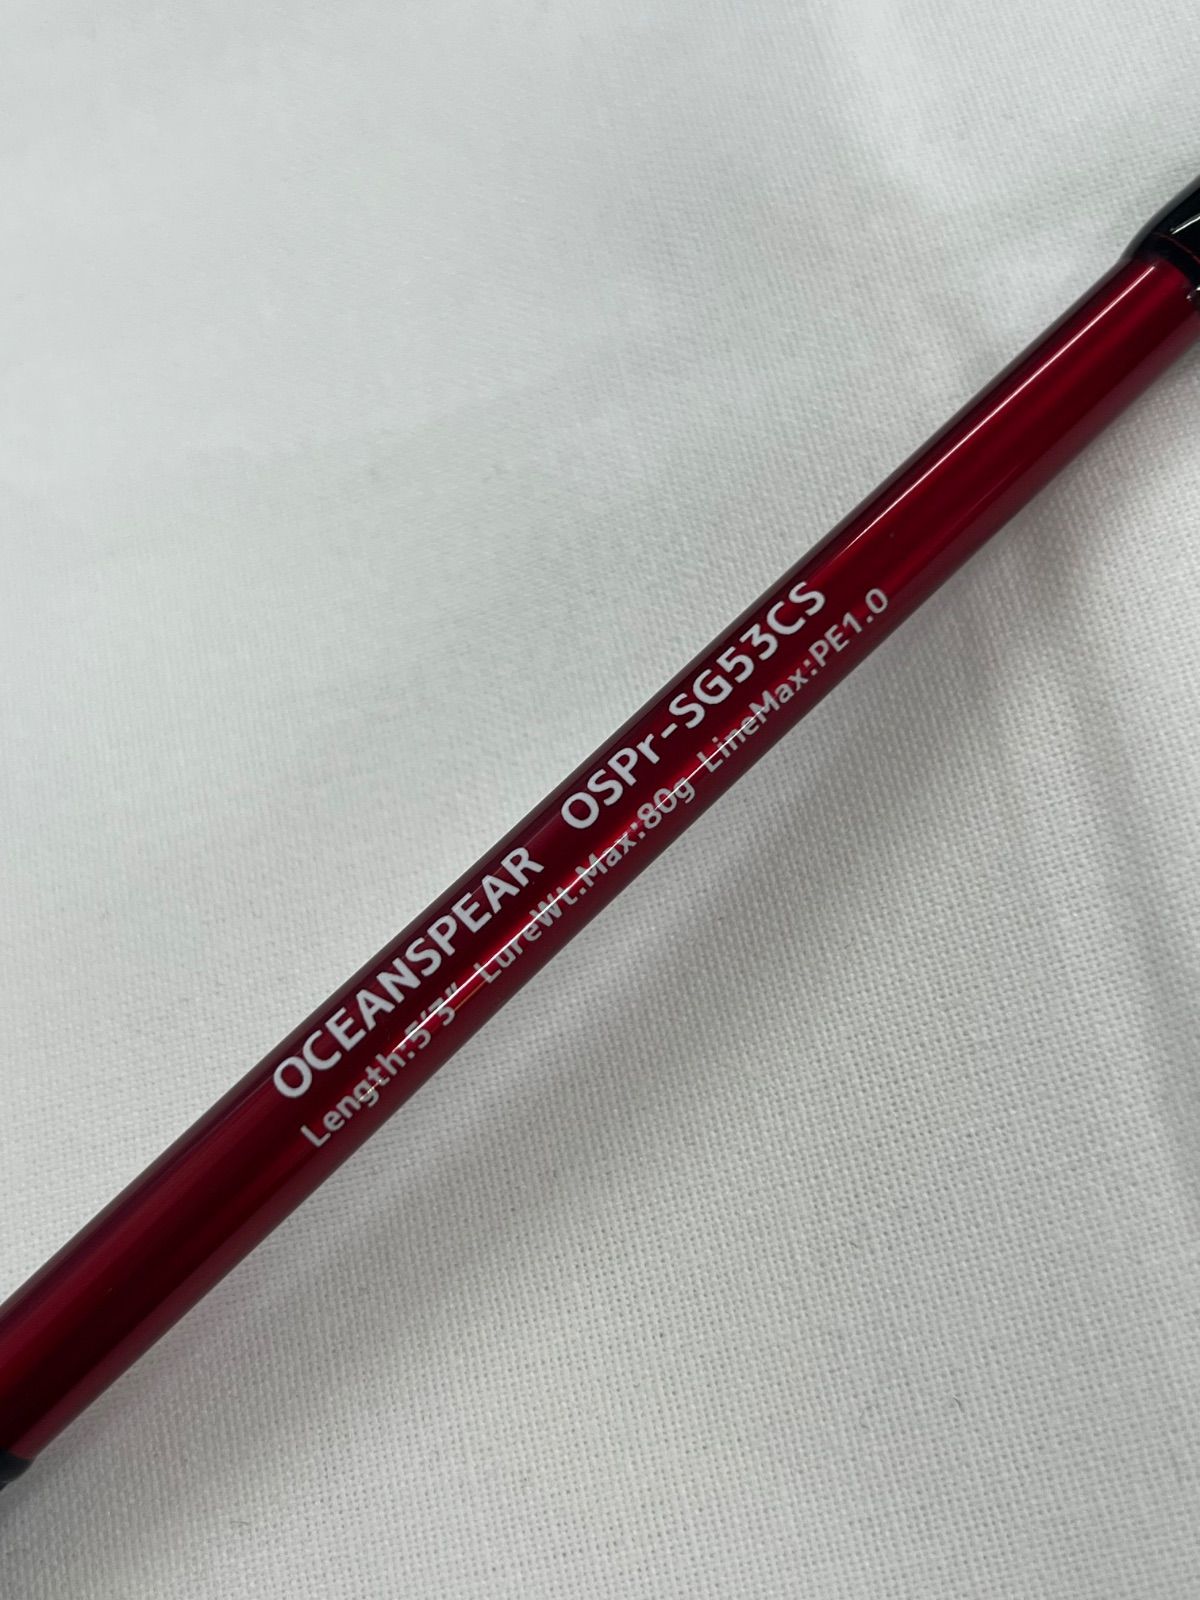 OCEANSPEAR OSPr-SG53CS
Length:5'3" LureWt.Max:80g LineMax:PE1.0